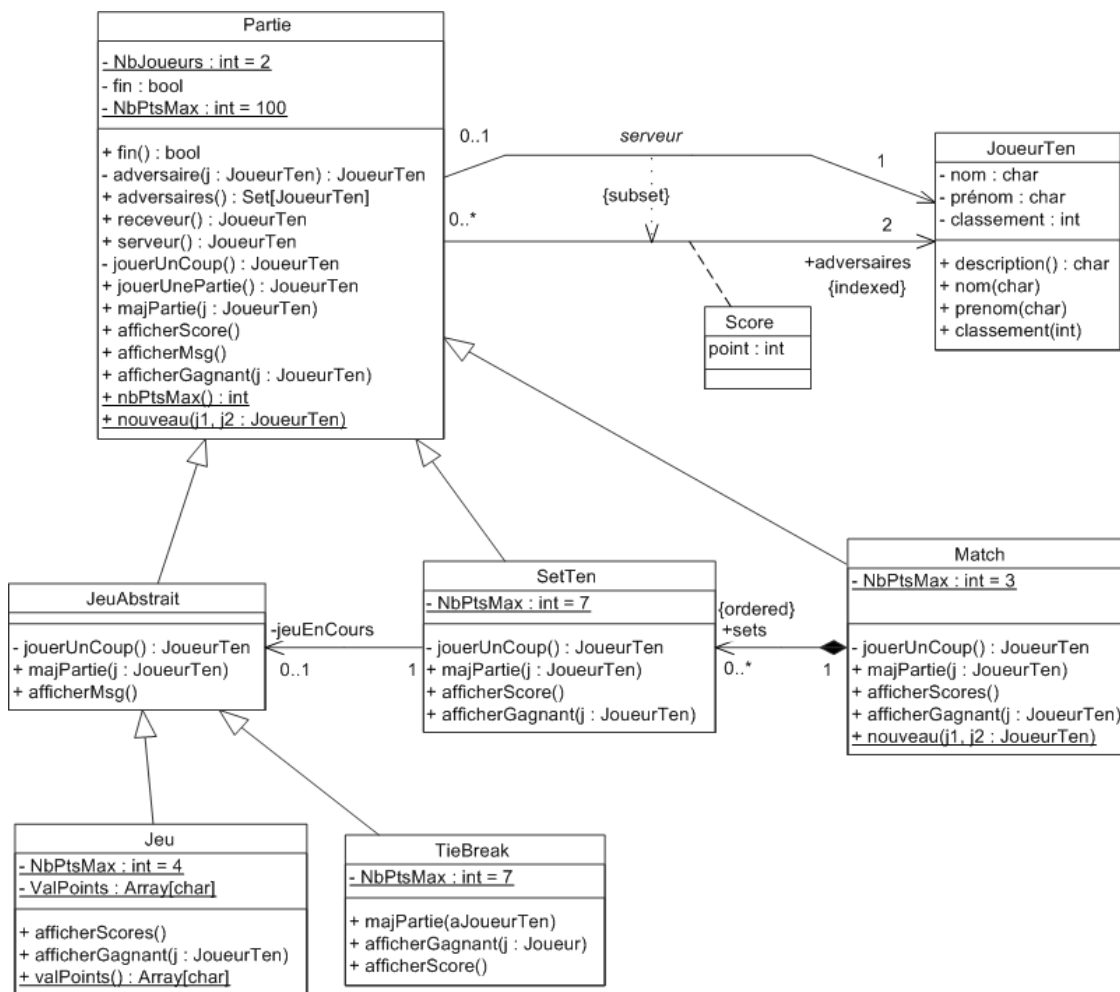 Partie
- NbJoueurs : int = 2
- fin : bool
- NbPtsMax : int = 100
+ fin() : bool
- adversaire(j : JoueurTen) : JoueurTen
+ adversaires() : Set[JoueurTen]
+ receveur() : JoueurTen
+ serveur() : JoueurTen
- jouerUnCoup() : JoueurTen
+ jouerUnePartie() : JoueurTen
+ majPartie(j : JoueurTen)
+ afficherScore()
+ afficherMsg()
+ afficherGagnant(j : JoueurTen)
+ nbPtsMax() : int
+ nouveau(j1, j2 : JoueurTen)
0..1
serveur
1
{subset}
0..*
2
+adversaires
{indexed}
JoueurTen
- nom : char
- prénom : char
- classement : int
+ description() : char
+ nom(char)
+ prenom(char)
+ classement(int)
Score
point : int
JeuAbstrait
- jouerUnCoup() : JoueurTen
+ majPartie(j : JoueurTen)
+ afficherMsg()
-jeuEnCours
0..1
1
SetTen
- NbPtsMax : int = 7
- jouerUnCoup() : JoueurTen
+ majPartie(j : JoueurTen)
+ afficherScore()
+ afficherGagnant(j : JoueurTen)
{ordered}
+sets
0..*
1
Match
- NbPtsMax : int = 3
- jouerUnCoup() : JoueurTen
+ majPartie(j : JoueurTen)
+ afficherScores()
+ afficherGagnant(j : JoueurTen)
+ nouveau(j1, j2 : JoueurTen)
Jeu
- NbPtsMax : int = 4
- ValPoints : Array[char]
+ afficherScores()
+ afficherGagnant(j : JoueurTen)
+ valPoints() : Array[char]
TieBreak
- NbPtsMax : int = 7
+ majPartie(aJoueurTen)
+ afficherGagnant(j : Joueur)
+ afficherScore()